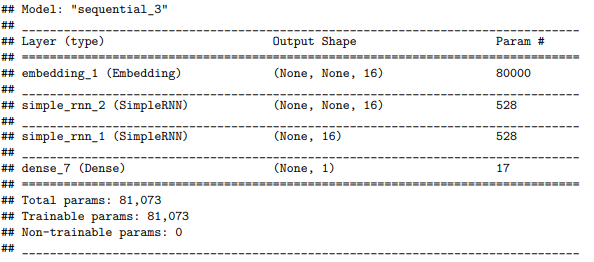 ## Model: "sequential_3"
## ________________________________________________________________________________
## Layer (type)                        Output Shape                    Param #
## ================================================================================
## embedding_1 (Embedding)             (None, None, 16)                80000
## ________________________________________________________________________________
## simple_rnn_2 (SimpleRNN)            (None, None, 16)                528
## ________________________________________________________________________________
## simple_rnn_1 (SimpleRNN)            (None, 16)                      528
## ________________________________________________________________________________
## dense_7 (Dense)                     (None, 1)                       17
## ================================================================================
## Total params: 81,073
## Trainable params: 81,073
## Non-trainable params: 0
## ________________________________________________________________________________